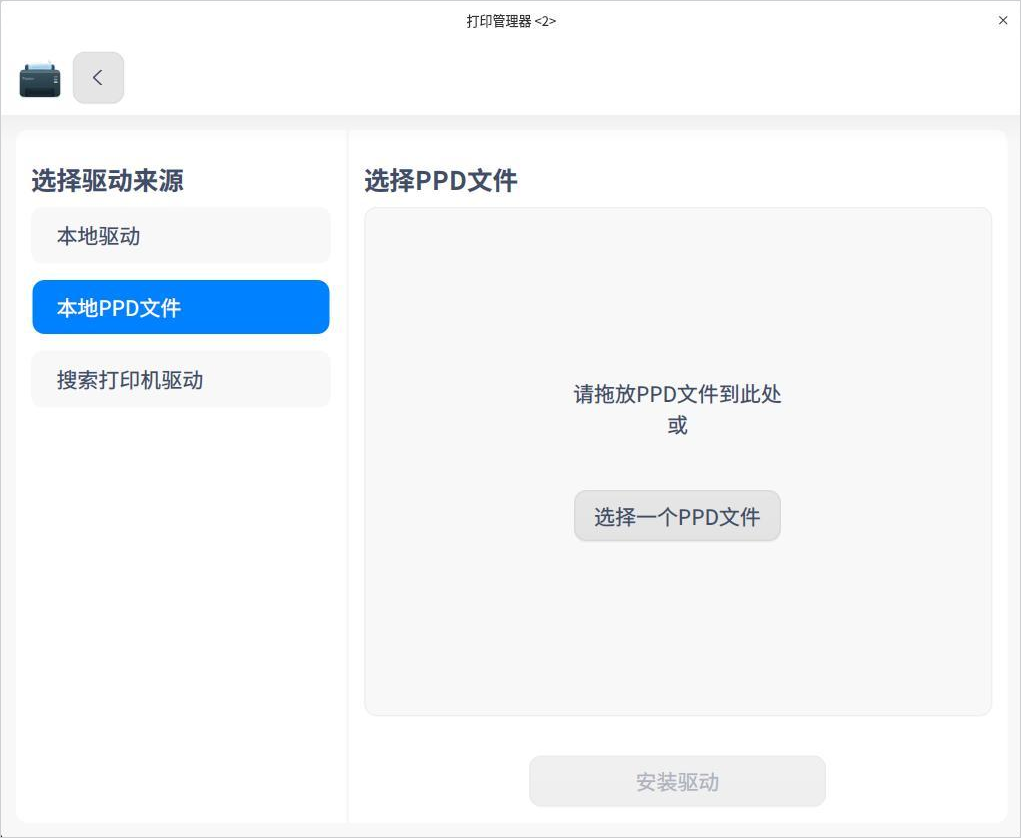 打印管理器 <2>
选择驱动来源
本地驱动
本地PPD文件
搜索打印机驱动
选择PPD文件
请拖放PPD文件到此处
或
选择一个PPD文件
安装驱动